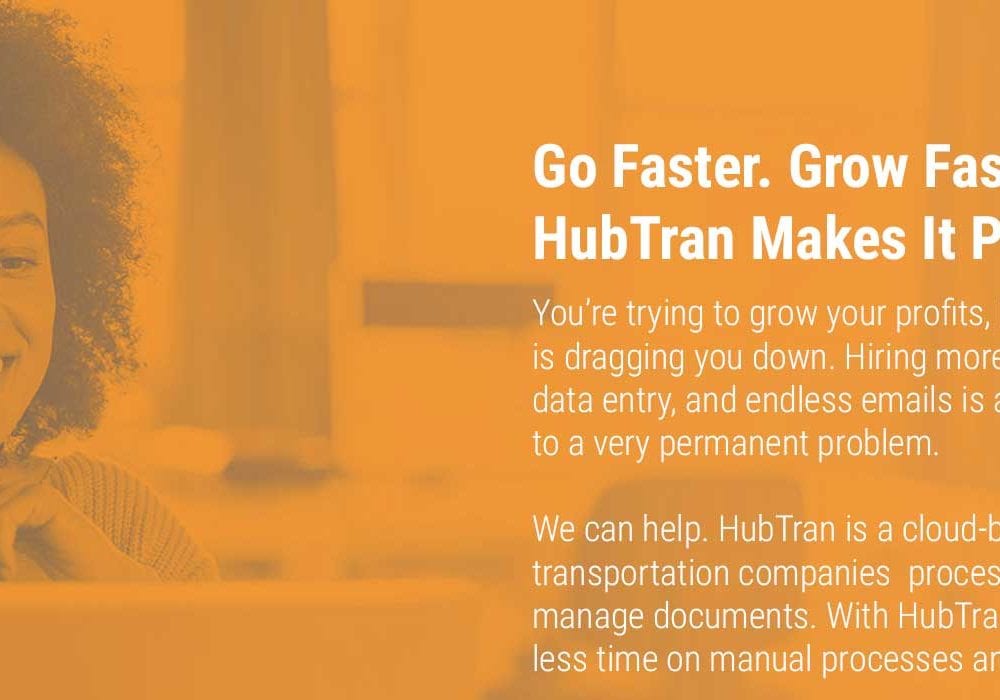 Go Faster. Grow Fas
HubTran Makes It P
You’re trying to grow your profits,
is dragging you down. Hiring more
data entry, and endless emails is a
to a very permanent problem.
We can help. HubTran is a cloud-b
transportation companies  proces
manage documents. With HubTra
less time on manual processes an